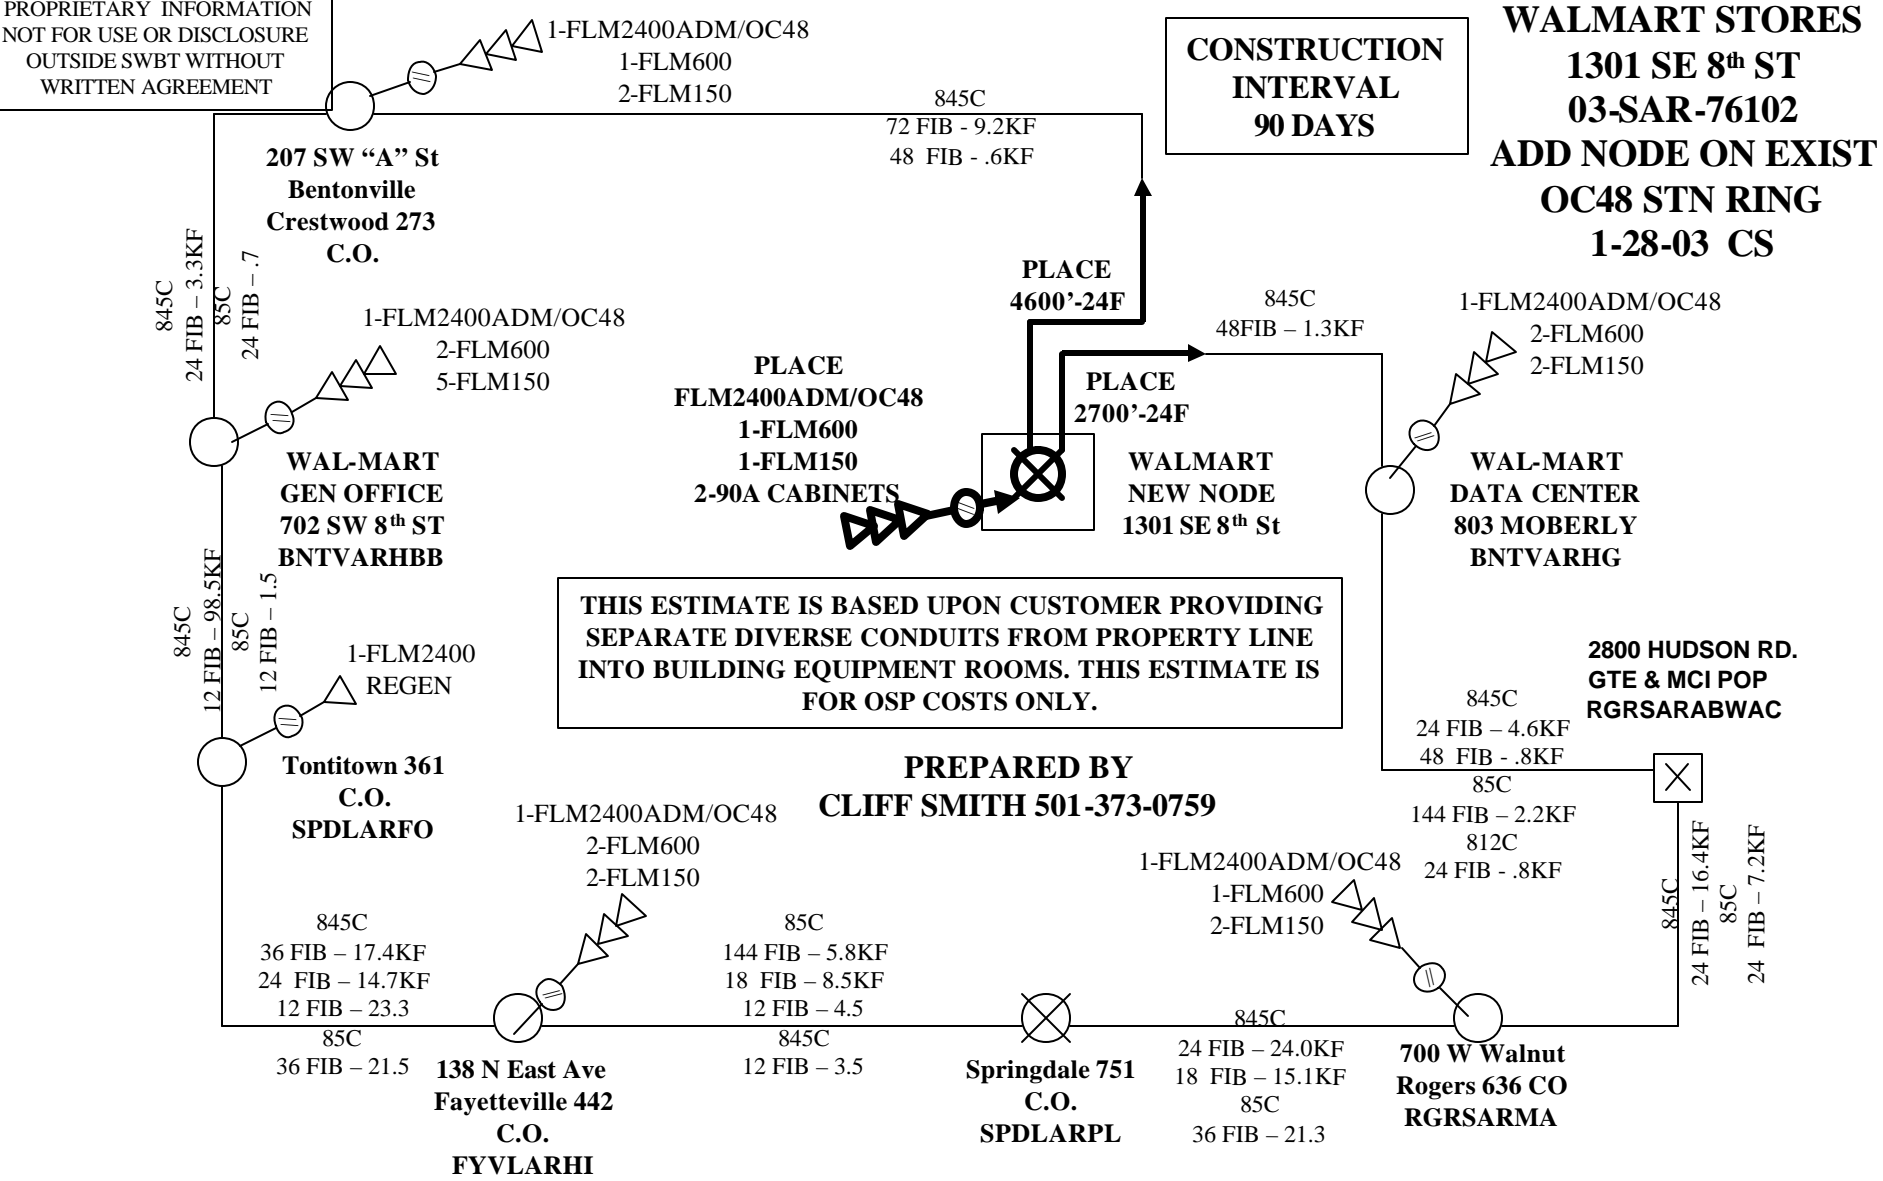 PROPRIETARY INFORMATION
NOT FOR USE OR DISCLOSURE
OUTSIDE SWBT WITHOUT
WRITTEN AGREEMENT
1-FLM2400ADM/OC48
1-FLM600
2-FLM150
845C
72 FIB - 9.2KF
48 FIB - .6KF
CONSTRUCTION
INTERVAL
90 DAYS
WALMART STORES
1301 SE 8th ST
03-SAR-76102
ADD NODE ON EXIST
OC48 STN RING
1-28-03 CS
207 SW “A” St
Bentonville
Crestwood 273
C.O.
845C
24 FIB – 3.3KF
85C
24 FIB – .7
1-FLM2400ADM/OC48
2-FLM600
5-FLM150
WAL-MART
GEN OFFICE
702 SW 8th ST
BNTVARHBB
PLACE
4600’-24F
PLACE
2700’-24F
845C
48FIB – 1.3KF
PLACE
FLM2400ADM/OC48
1-FLM600
1-FLM150
2-90A CABINETS
WALMART
NEW NODE
1301 SE 8th St
1-FLM2400ADM/OC48
2-FLM600
2-FLM150
WAL-MART
DATA CENTER
803 MOBERLY
BNTVARHG
THIS ESTIMATE IS BASED UPON CUSTOMER PROVIDING
SEPARATE DIVERSE CONDUITS FROM PROPERTY LINE
INTO BUILDING EQUIPMENT ROOMS. THIS ESTIMATE IS
FOR OSP COSTS ONLY.
845C
12 FIB – 98.5KF
85C
12 FIB – 1.5
1-FLM2400
REGEN
Tontitown 361
C.O.
SPDLARFO
PREPARED BY
CLIFF SMITH 501-373-0759
2800 HUDSON RD.
GTE & MCI POP
RGRSARABWAC
845C
24 FIB – 4.6KF
48 FIB - .8KF
85C
144 FIB – 2.2KF
812C
24 FIB - .8KF
845C
24 FIB – 16.4KF
85C
24 FIB – 7.2KF
1-FLM2400ADM/OC48
2-FLM600
2-FLM150
1-FLM2400ADM/OC48
1-FLM600
2-FLM150
845C
36 FIB – 17.4KF
24 FIB – 14.7KF
12 FIB – 23.3
85C
36 FIB – 21.5
138 N East Ave
Fayetteville 442
C.O.
FYVLARHI
85C
144 FIB – 5.8KF
18 FIB – 8.5KF
12 FIB – 4.5
845C
12 FIB – 3.5
Springdale 751
C.O.
SPDLARPL
845C
24 FIB – 24.0KF
18 FIB – 15.1KF
85C
36 FIB – 21.3
700 W Walnut
Rogers 636 CO
RGRSARMA